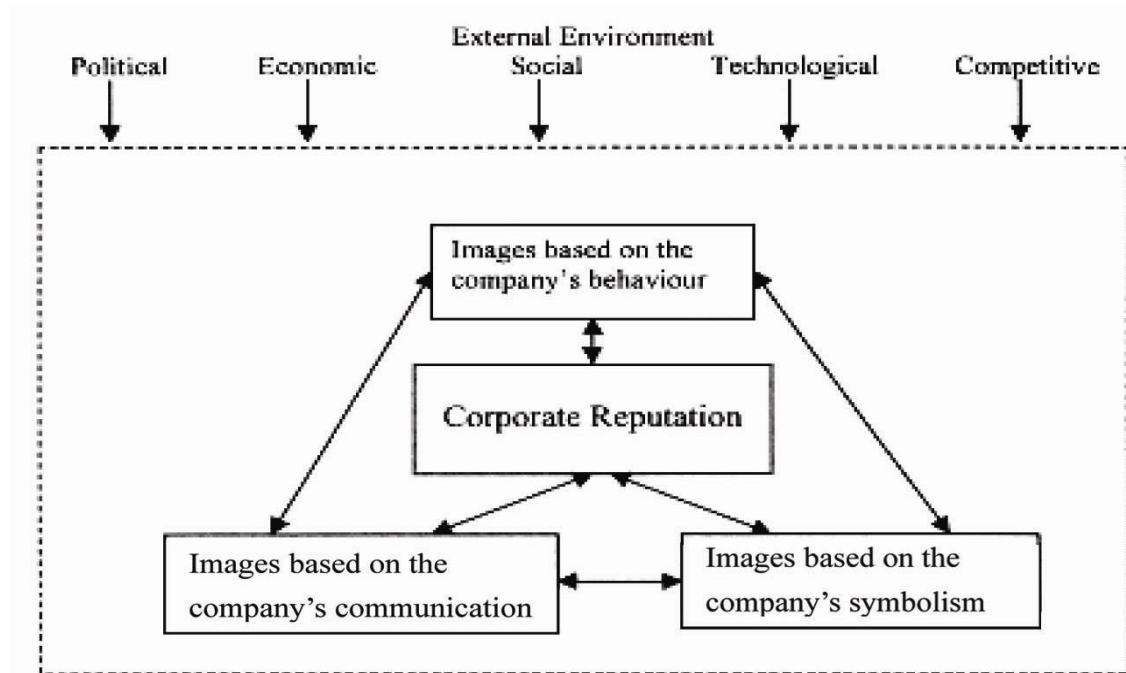 External Environment
Political Economic Social Technological Competitive
Images based on the
company's behaviour
Corporate Reputation
Images based on the
company's communication
Images based on the
company's symbolism